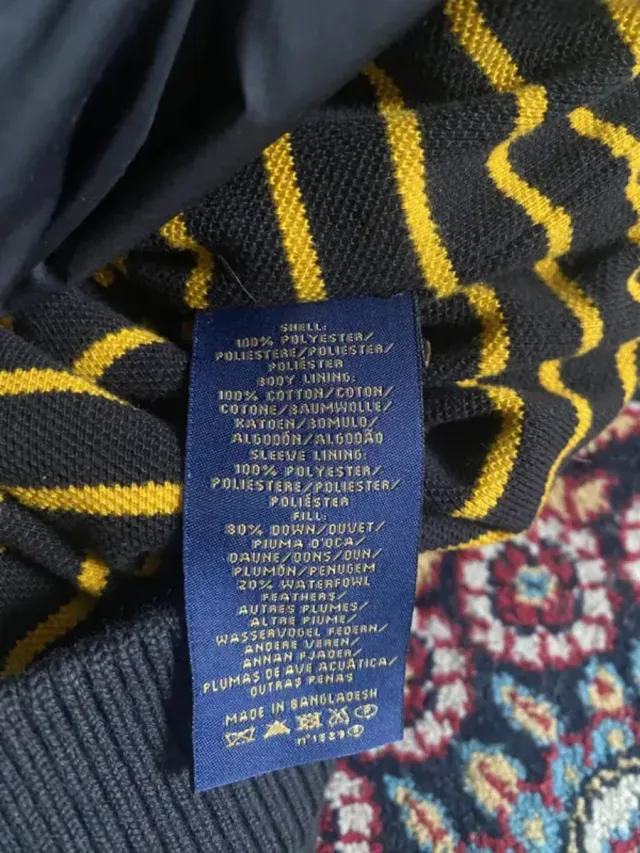 SHELL:
100% POLYESTER/
POLIESTERE/POLIESTER/
POLIÉSTER
BODY LINING:
100% COTTON/COTON/
COTONE/BAUMWOLLE/
KATOEN/BOMULD/
ALGODÓN/ALGODÃO
SLEEVE LINING:
100% POLYESTER/
POLIESTERE/POLIESTER/
POLIÉSTER
FILL:
80% DOWN/DUVET/
PIUMA D'OCA/
DAUNE/DONS/DUN/
PLUMÓN/PENUGEM
20% WATERFOWL
FEATHERS/
AUTRES PLUMES/
ALTRE PIUME/
WASSERVOGEL FEDERN/
ANDERE VEREN/
ANNAN FJÄDER/
PLUMAS DE AVE ACUÁTICA/
OUTRAS PENAS
MADE IN BANGLADESH